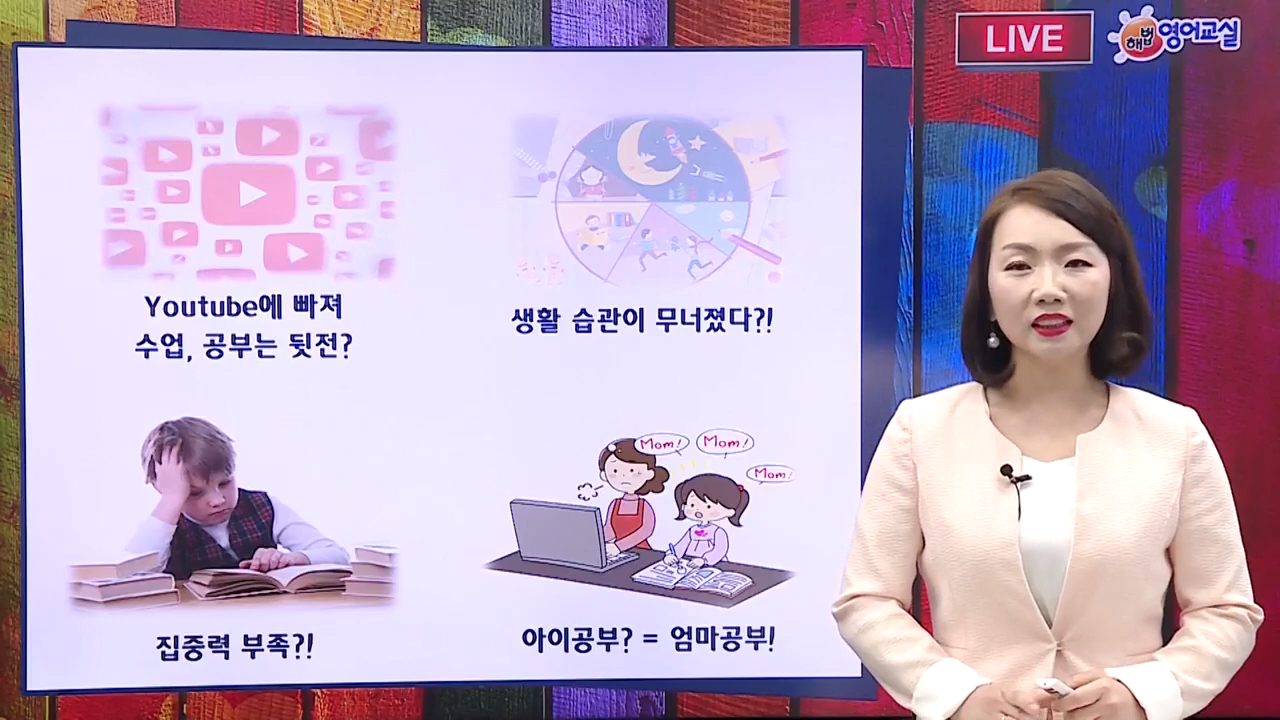 LIVE
해법영어교실
Youtube에 빠져
수업, 공부는 뒷전?
생활 습관이 무너졌다?!
Mom! Mom!
Mom!
집중력 부족?!
아이공부? = 엄마공부!